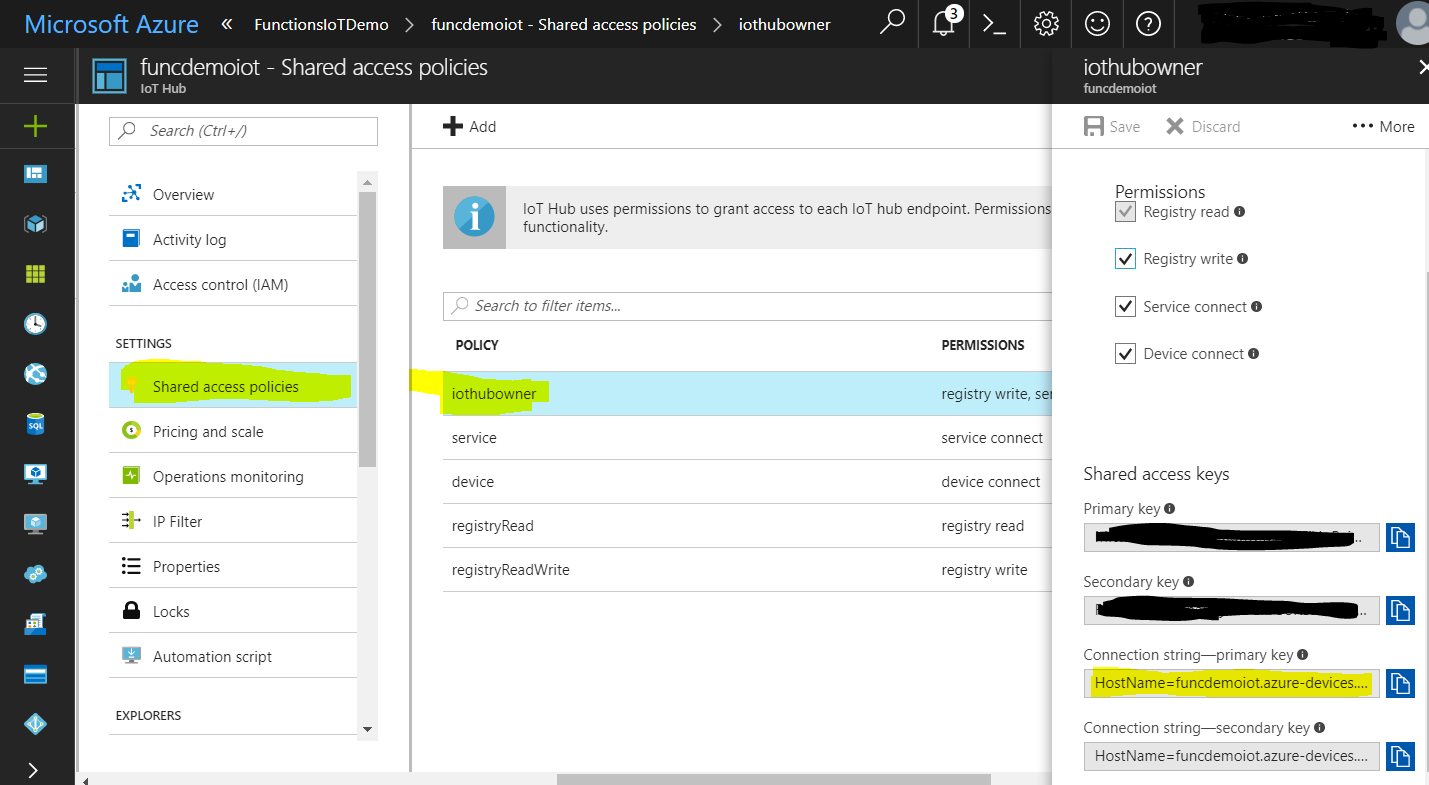 Microsoft Azure « FunctionsIoTDemo > funcdemoiot - Shared access policies > iothubowner
3
funcdemoiot - Shared access policies
IoT Hub
Search (Ctrl+/)
Overview
Activity log
Access control (IAM)
SETTINGS
Shared access policies
Pricing and scale
Operations monitoring
IP Filter
Properties
Locks
Automation script
EXPLORERS
Add
IoT Hub uses permissions to grant access to each IoT hub endpoint. Permissions
functionality.
Search to filter items...
POLICY PERMISSIONS
iothubowner registry write, ser
service service connect
device device connect
registryRead registry read
registryReadWrite registry write
iothubowner
funcdemoiot
Save Discard ... More
Permissions
Registry read
Registry write
Service connect
Device connect
Shared access keys
Primary key
...
Secondary key
...
Connection string—primary key
HostName=funcdemoiot.azure-devices....
Connection string—secondary key
HostName=funcdemoiot.azure-devices....